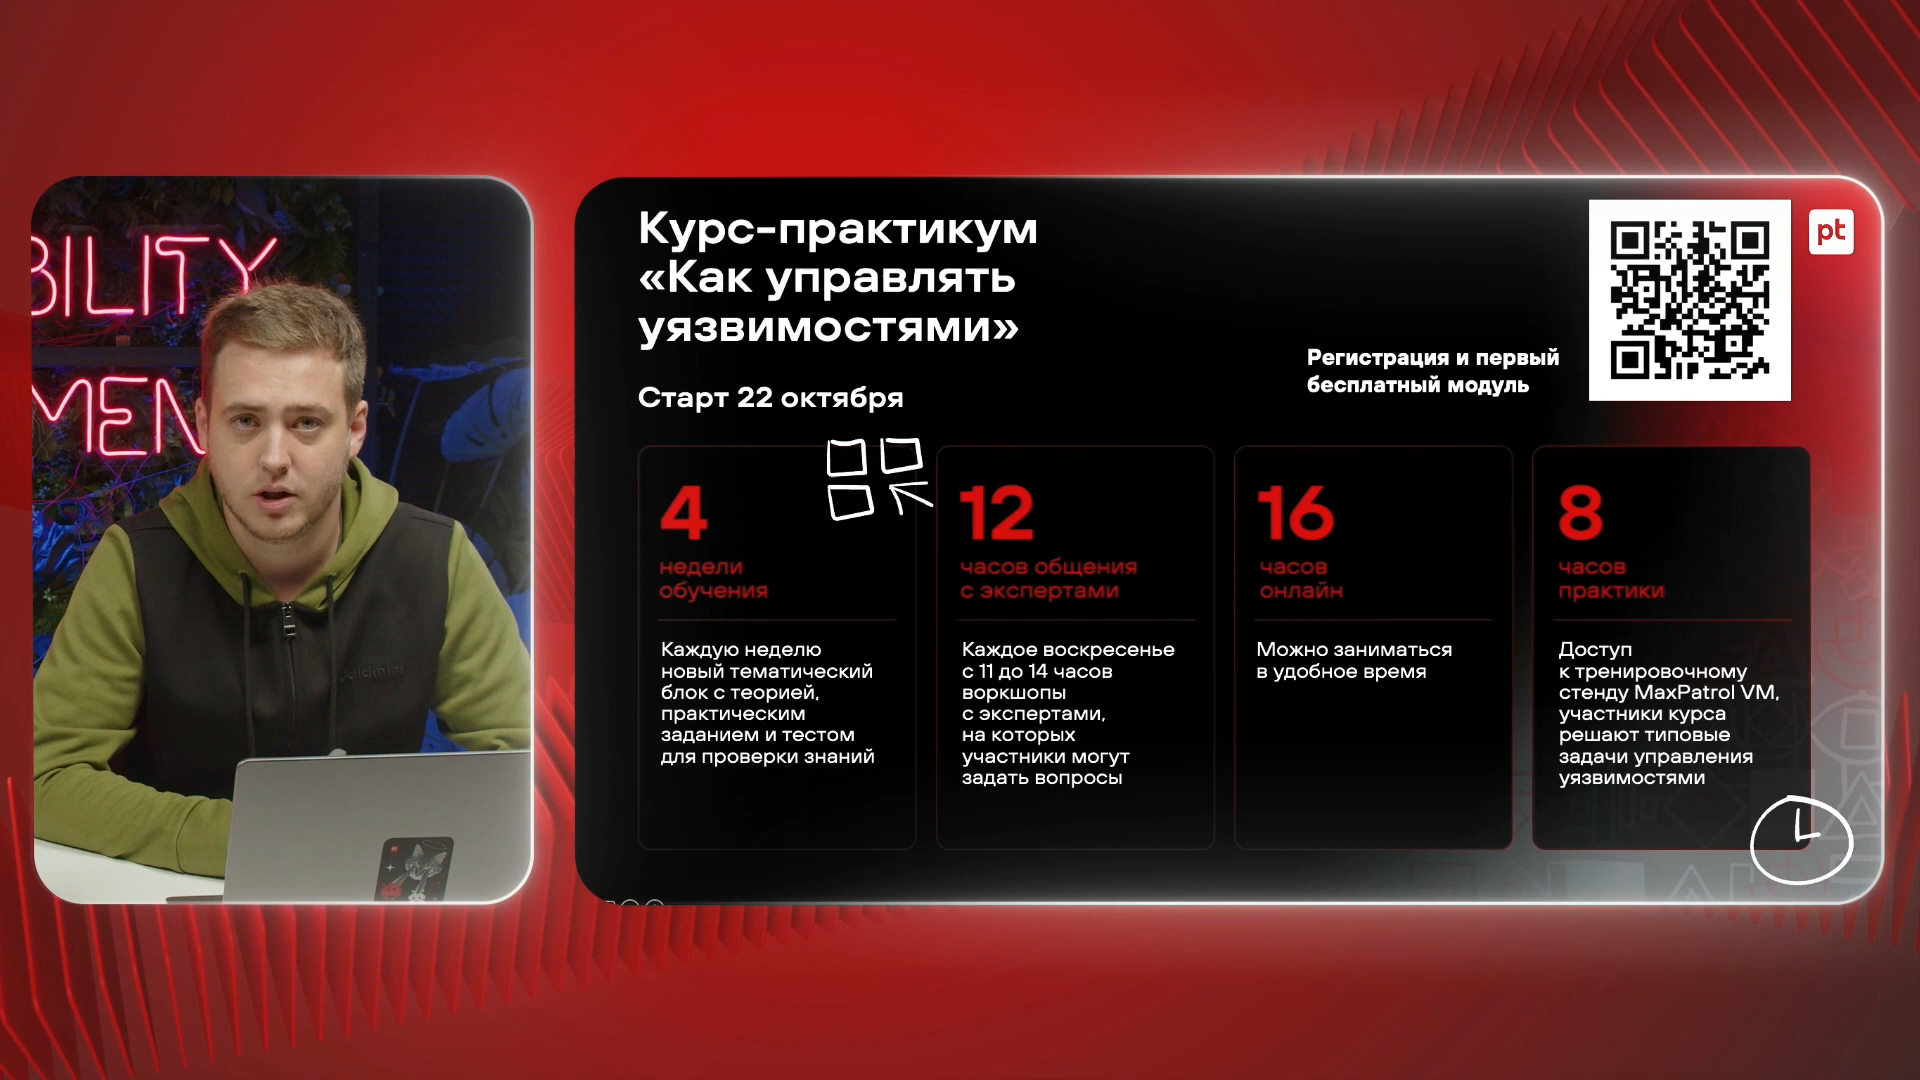 BILITY
MEN
Курс-практикум
«Как управлять
уязвимостями»
Старт 22 октября
Регистрация и первый
бесплатный модуль
pt
4
недели
обучения
Каждую неделю
новый тематический
блок с теорией,
практическим
заданием и тестом
для проверки знаний
12
часов общения
с экспертами
Каждое воскресенье
с 11 до 14 часов
воркшопы
с экспертами,
на которых
участники могут
задать вопросы
16
часов
онлайн
Можно заниматься
в удобное время
8
часов
практики
Доступ
к тренировочному
стенду MaxPatrol VM,
участники курса
решают типовые
задачи управления
уязвимостями